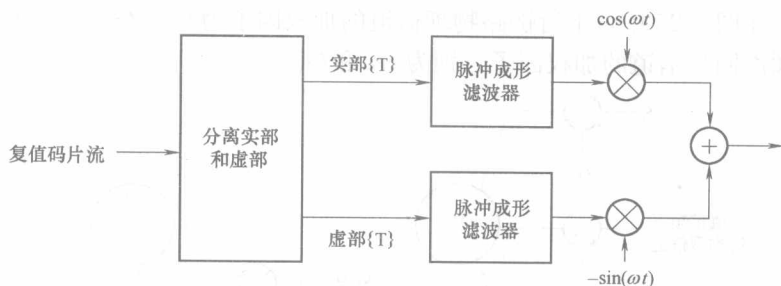 cos(ωt)
实部{T}
脉冲成形
滤波器
复值码片流
分离实部
和虚部
+
虚部{T}
脉冲成形
滤波器
−sin(ωt)